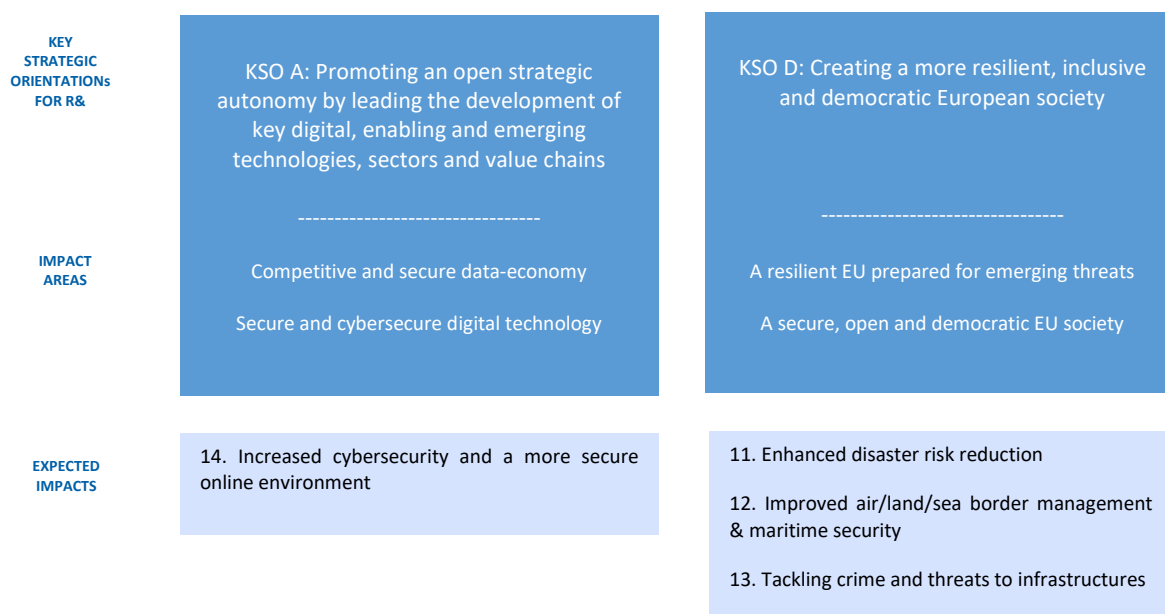 KEY
STRATEGIC
ORIENTATIONs
FOR R&
KSO A: Promoting an open strategic
autonomy by leading the development of
key digital, enabling and emerging
technologies, sectors and value chains
----------------------------------
KSO D: Creating a more resilient, inclusive
and democratic European society
----------------------------------
IMPACT
AREAS
Competitive and secure data-economy
Secure and cybersecure digital technology
A resilient EU prepared for emerging threats
A secure, open and democratic EU society
EXPECTED
IMPACTS
14. Increased cybersecurity and a more secure
online environment
11. Enhanced disaster risk reduction
12. Improved air/land/sea border management
& maritime security
13. Tackling crime and threats to infrastructures